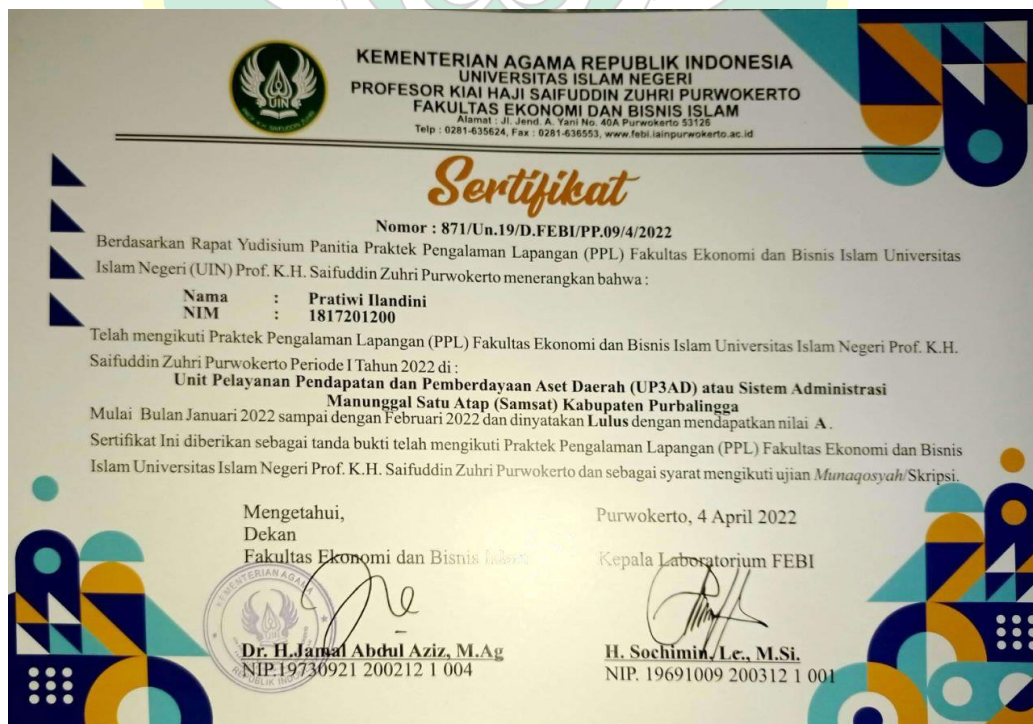 KEMENTERIAN AGAMA REPUBLIK INDONESIA
UNIVERSITAS ISLAM NEGERI
PROFESOR KIAI HAJI SAIFUDDIN ZUHRI PURWOKERTO
FAKULTAS EKONOMI DAN BISNIS ISLAM
Alamat : Jl. Jend. A. Yani No. 40A Purwokerto 53126
Telp : 0281-635624, Fax : 0281-636553, www.febi.iainpurwokerto.ac.id
UIN
Sertifikat
Nomor : 871/Un.19/D.FEBI/PP.09/4/2022
Berdasarkan Rapat Yudisium Panitia Praktek Pengalaman Lapangan (PPL) Fakultas Ekonomi dan Bisnis Islam Universitas
Islam Negeri (UIN) Prof. K.H. Saifuddin Zuhri Purwokerto menerangkan bahwa :
Nama : Pratiwi Ilandini
NIM : 1817201200
Telah mengikuti Praktek Pengalaman Lapangan (PPL) Fakultas Ekonomi dan Bisnis Islam Universitas Islam Negeri Prof. K.H.
Saifuddin Zuhri Purwokerto Periode I Tahun 2022 di :
Unit Pelayanan Pendapatan dan Pemberdayaan Aset Daerah (UP3AD) atau Sistem Administrasi
Manunggal Satu Atap (Samsat) Kabupaten Purbalingga
Mulai Bulan Januari 2022 sampai dengan Februari 2022 dan dinyatakan Lulus dengan mendapatkan nilai A.
Sertifikat Ini diberikan sebagai tanda bukti telah mengikuti Praktek Pengalaman Lapangan (PPL) Fakultas Ekonomi dan Bisnis
Islam Universitas Islam Negeri Prof. K.H. Saifuddin Zuhri Purwokerto dan sebagai syarat mengikuti ujian Munaqosyah/Skripsi.
Mengetahui,
Dekan
Fakultas Ekonomi dan Bisnis Islam
Dr. H.Jamal Abdul Aziz, M.Ag
NIP.19730921 200212 1 004
Purwokerto, 4 April 2022
Kepala Laboratorium FEBI
H. Sochimin, Lc., M.Si.
NIP. 19691009 200312 1 001
KEMENTERIAN AGAMA
UIN